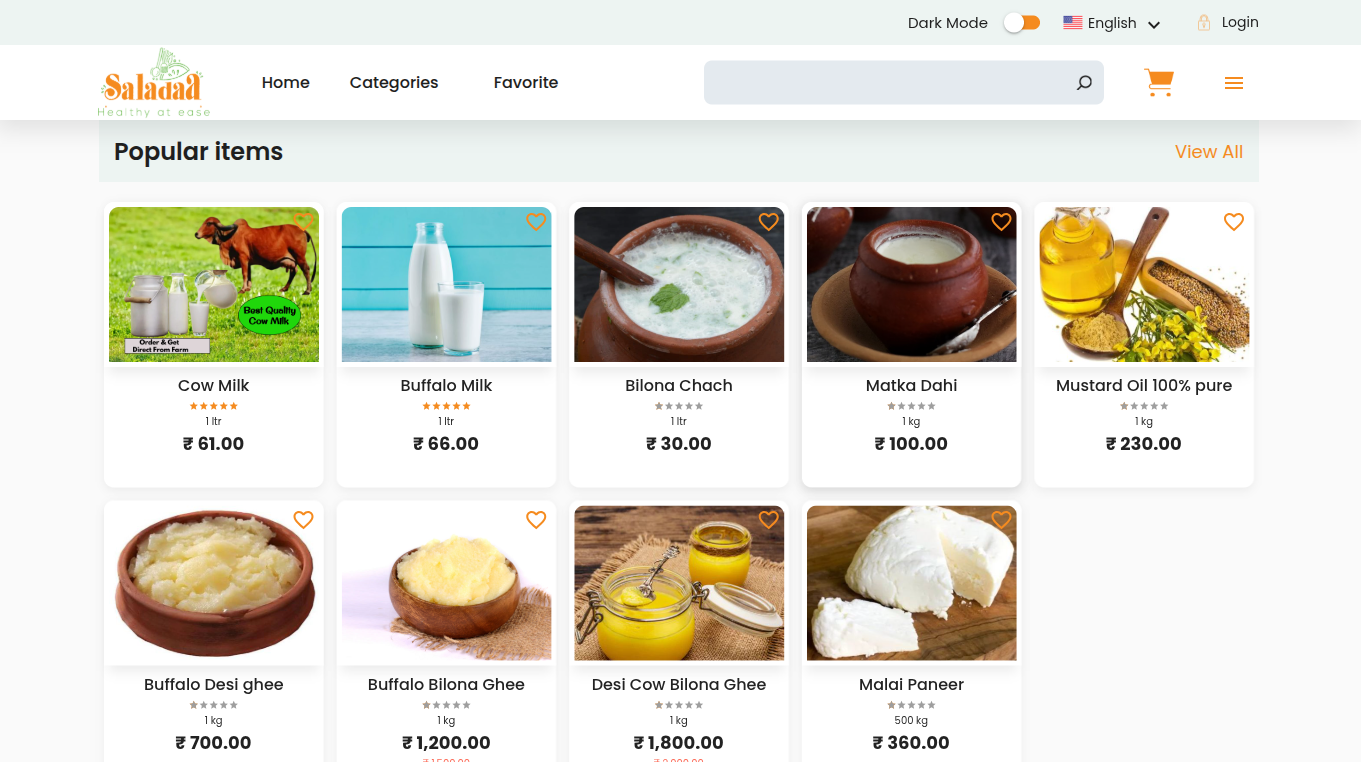 Dark Mode
English
Login
Saladaa
Healthy at ease
Home
Categories
Favorite
Popular items
View All
Best Quality
Cow Milk
Order & Get
Direct From Farm
Cow Milk
1 ltr
₹ 61.00
Buffalo Milk
1 ltr
₹ 66.00
Bilona Chach
1 ltr
₹ 30.00
Matka Dahi
1 kg
₹ 100.00
Mustard Oil 100% pure
1 kg
₹ 230.00
Buffalo Desi ghee
1 kg
₹ 700.00
Buffalo Bilona Ghee
1 kg
₹ 1,200.00
Desi Cow Bilona Ghee
1 kg
₹ 1,800.00
Malai Paneer
500 kg
₹ 360.00